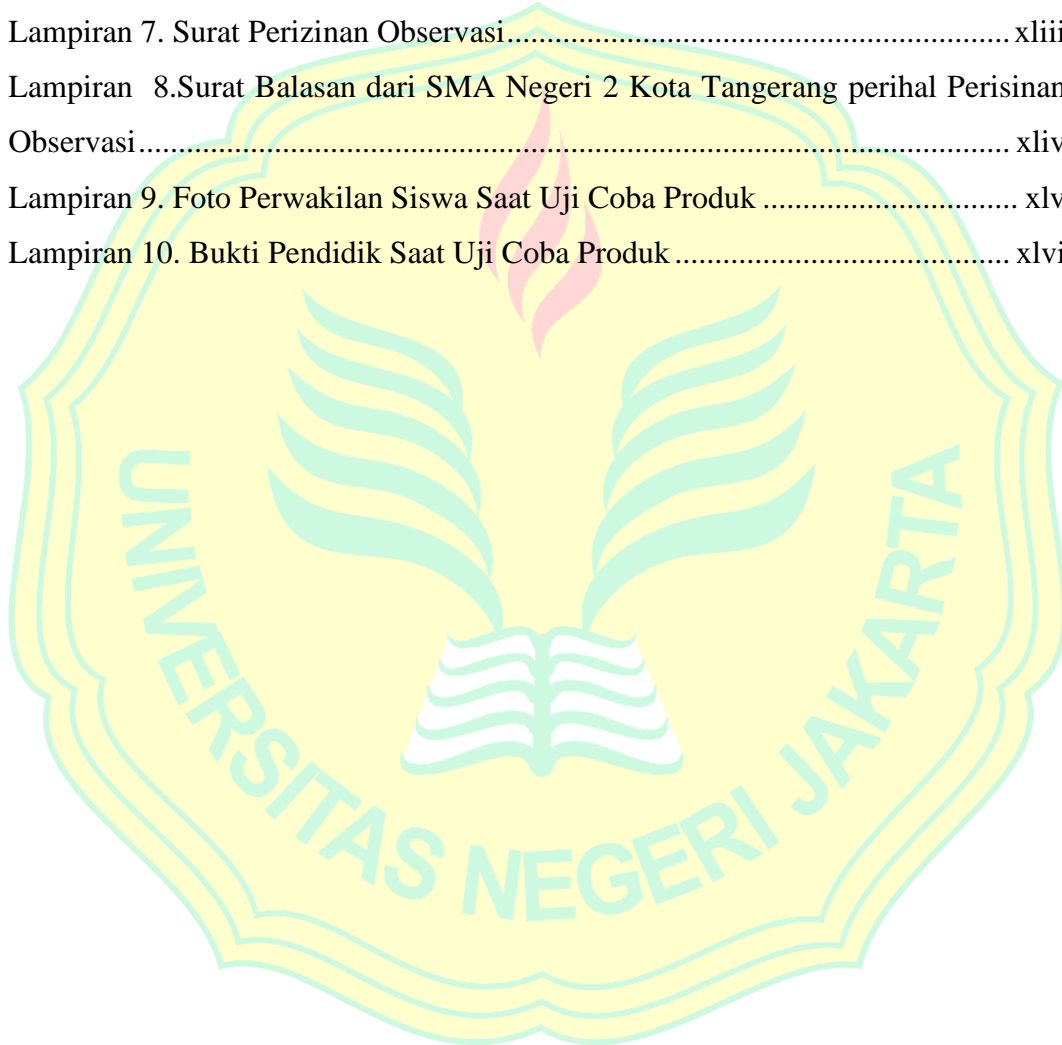 Lampiran 7. Surat Perizinan Observasi.................................................................................. xliii
Lampiran 8.Surat Balasan dari SMA Negeri 2 Kota Tangerang perihal Perisinan
Observasi.............................................................................................................................................. xliv
Lampiran 9. Foto Perwakilan Siswa Saat Uji Coba Produk .............................. xlv
Lampiran 10. Bukti Pendidik Saat Uji Coba Produk....................................... xlvi
UNIVERSITAS NEGERI JAKARTA